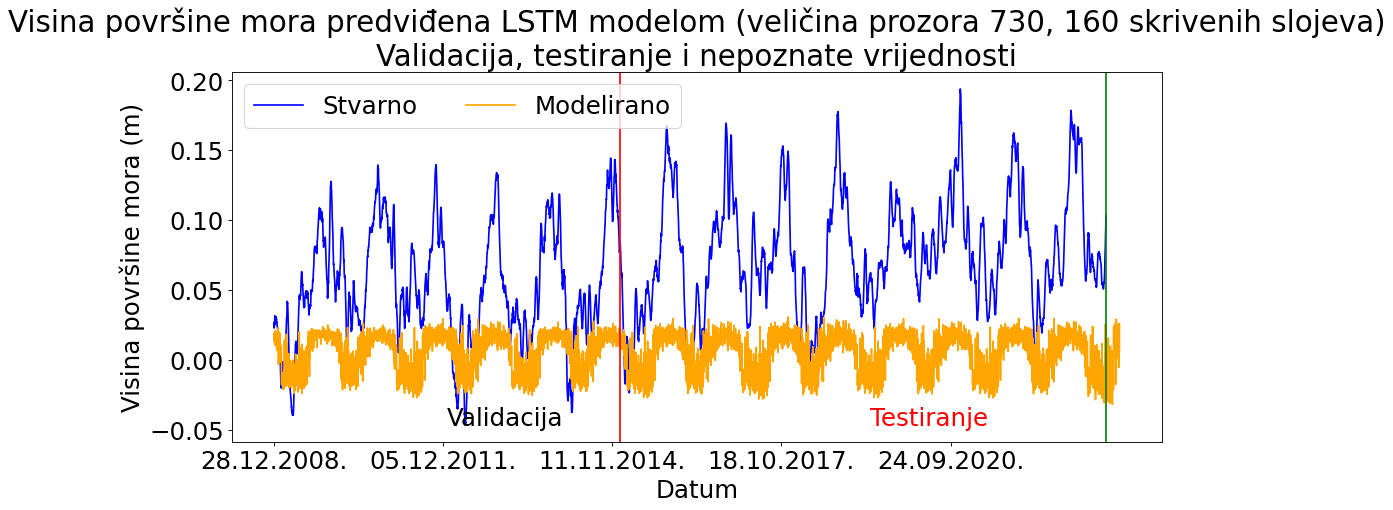 Visina površine mora predviđena LSTM modelom (veličina prozora 730, 160 skrivenih slojeva)
Validacija, testiranje i nepoznate vrijednosti
Stvarno Modelirano
Visina površine mora (m)
0.20
0.15
0.10
0.05
0.00
−0.05
Validacija
Testiranje
28.12.2008. 05.12.2011. 11.11.2014. 18.10.2017. 24.09.2020.
Datum